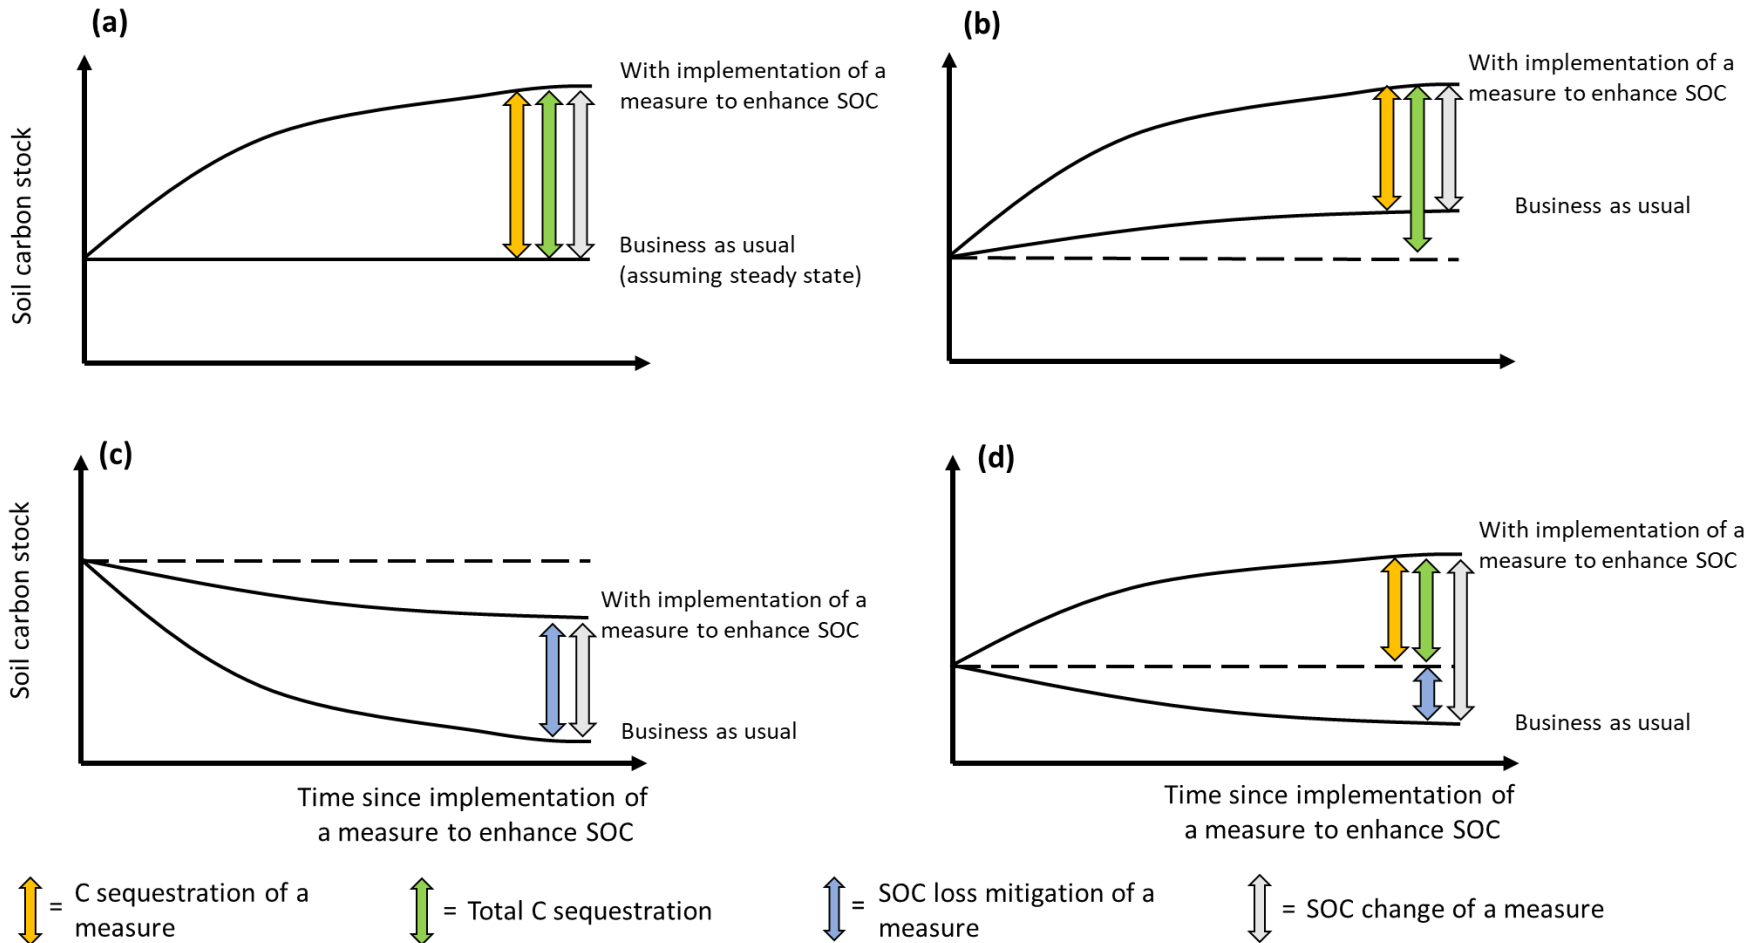 (a)
With implementation of a
measure to enhance SOC
Soil carbon stock
Business as usual
(assuming steady state)
(b)
With implementation of a
measure to enhance SOC
Business as usual
(c)
Soil carbon stock
With implementation of a
measure to enhance SOC
Business as usual
Time since implementation of
a measure to enhance SOC
(d)
With implementation of a
measure to enhance SOC
Business as usual
Time since implementation of
a measure to enhance SOC
= C sequestration of a
measure
= Total C sequestration
= SOC loss mitigation of a
measure
= SOC change of a measure